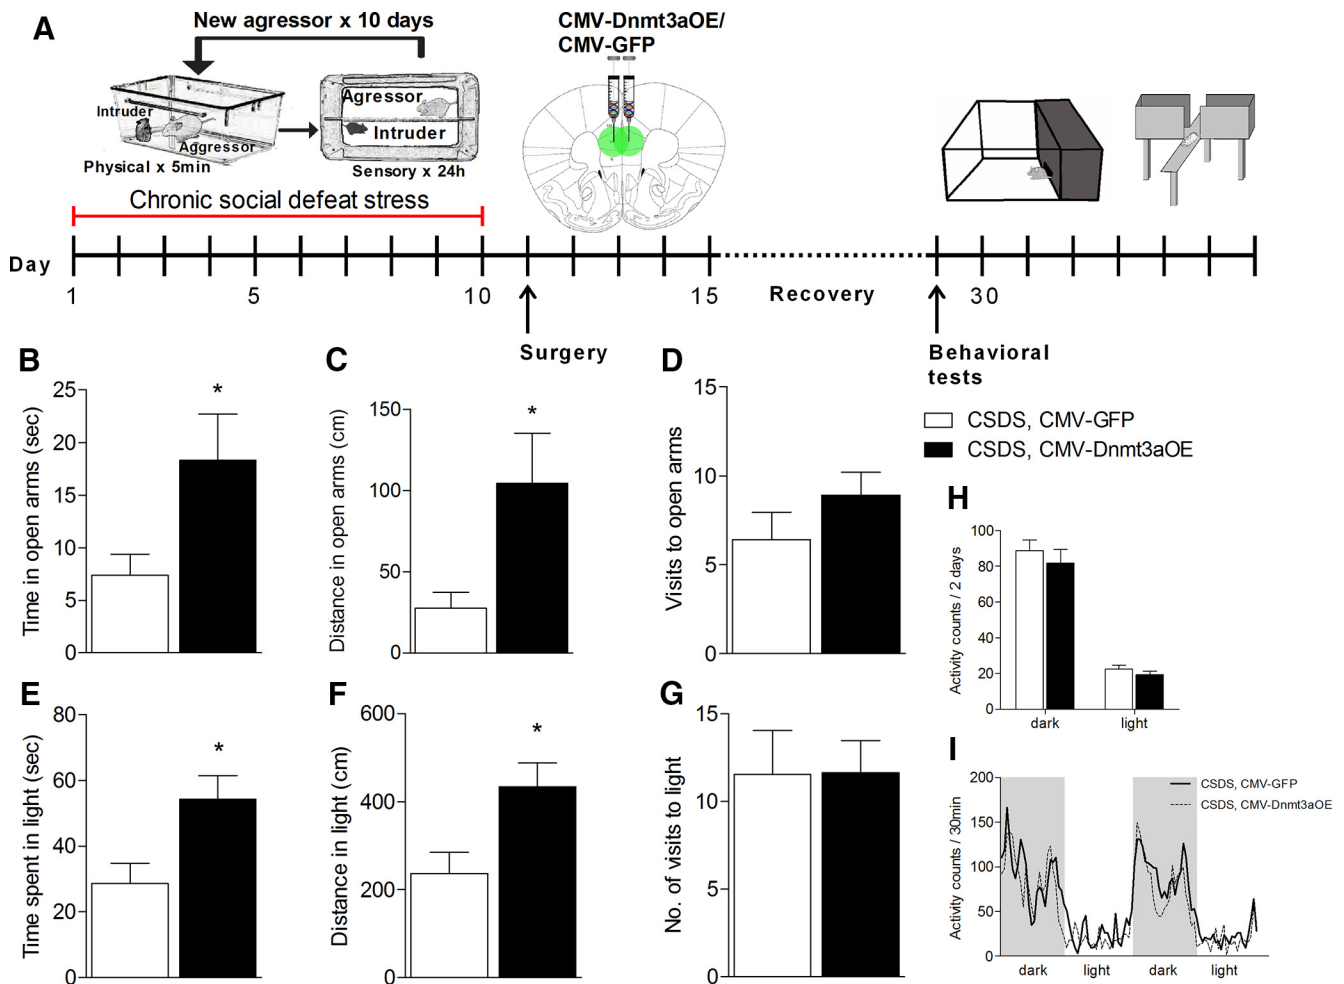 A
New agressor x 10 days
Intruder
Aggressor
Physical x 5min
Agressor
Intruder
Sensory x 24h
CMV-Dnmt3aOE/
CMV-GFP
Chronic social defeat stress
Day
1
5
10
15
Recovery
30
Surgery
Behavioral
tests
B
Time in open arms (sec)
25
20
15
10
5
0
*
C
Distance in open arms (cm)
150
100
50
0
*
D
Visits to open arms
15
10
5
0
CSDS, CMV-GFP
CSDS, CMV-Dnmt3aOE
E
Time spent in light (sec)
80
60
40
20
0
*
F
Distance in light (cm)
600
400
200
0
*
G
No. of visits to light
15
10
5
0
H
Activity counts / 2 days
100
80
60
40
20
0
dark light
I
Activity counts / 30min
200
150
100
50
0
CSDS, CMV-GFP
CSDS, CMV-Dnmt3aOE
dark light dark light